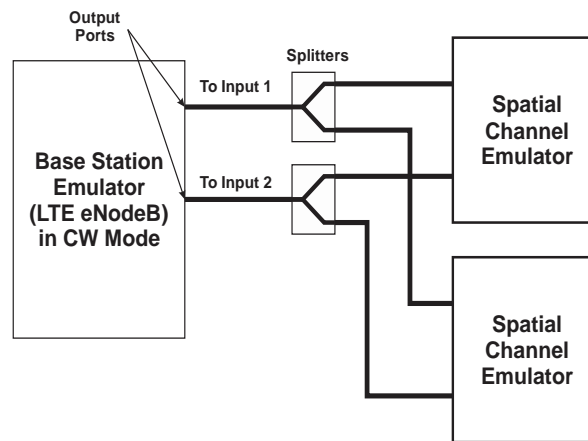 Output
Ports
Splitters
To Input 1
To Input 2
Base Station
Emulator
(LTE eNodeB)
in CW Mode
Spatial
Channel
Emulator
Spatial
Channel
Emulator